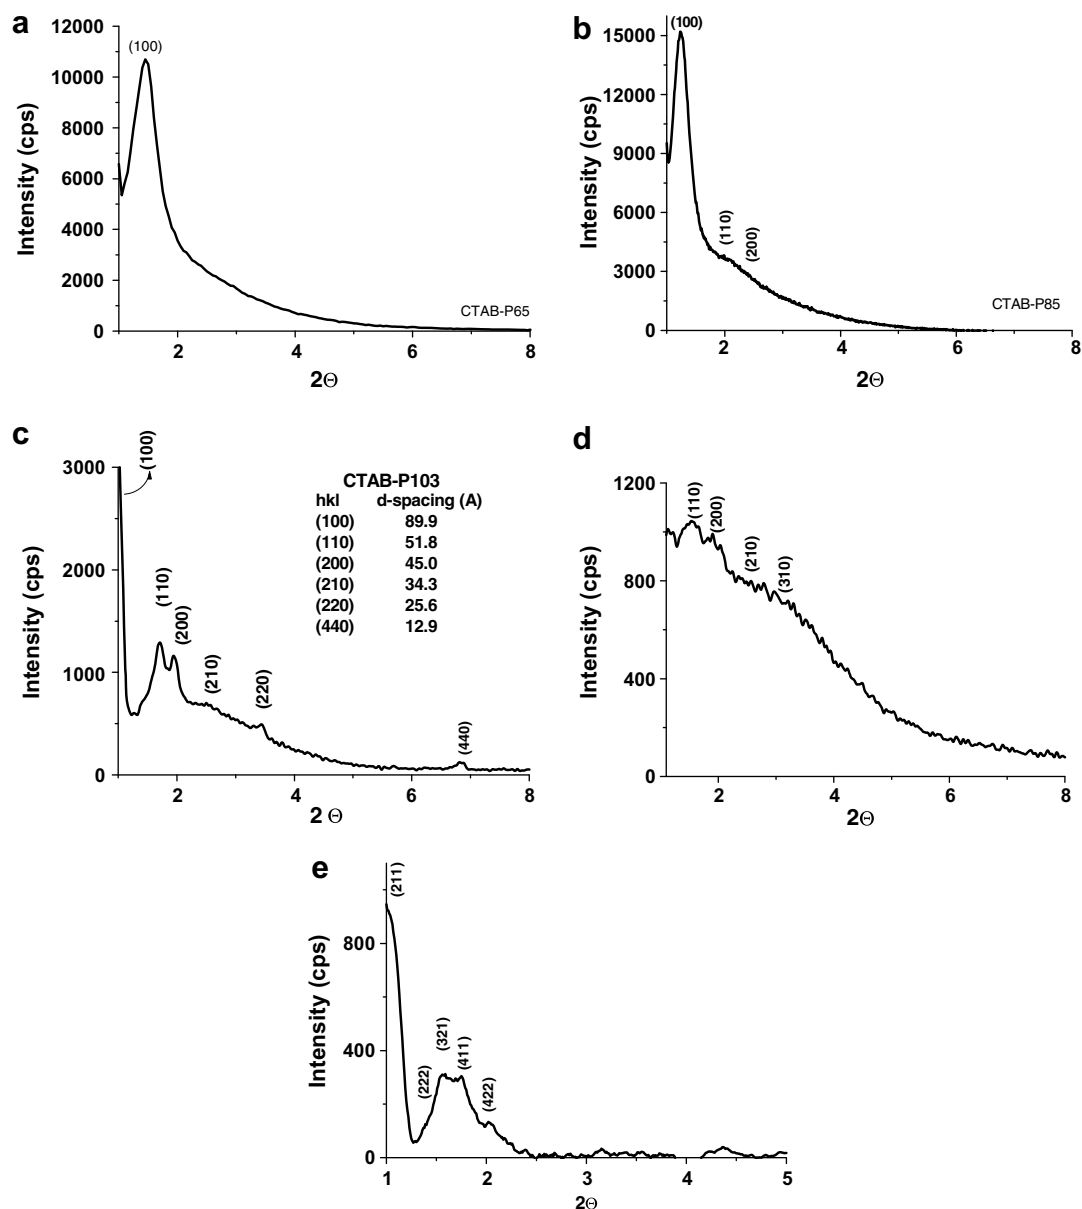 a
12000
10000
8000
6000
4000
2000
0
Intensity (cps)
(100)
CTAB-P65
2 4 6 8
2Θ
b
15000
12000
9000
6000
3000
0
Intensity (cps)
(100)
(110)
(200)
CTAB-P85
2 4 6 8
2Θ
c
3000
2000
1000
0
Intensity (cps)
(100)
(110)
(200)
(210)
(220)
(440)
CTAB-P103
hkl d-spacing (A)
(100) 89.9
(110) 51.8
(200) 45.0
(210) 34.3
(220) 25.6
(440) 12.9
2 4 6 8
2 Θ
d
1200
800
400
0
Intensity (cps)
(110)
(200)
(210)
(310)
2 4 6 8
2Θ
e
800
400
0
Intensity (cps)
(211)
(222)
(321)
(411)
(422)
1 2 3 4 5
2Θ